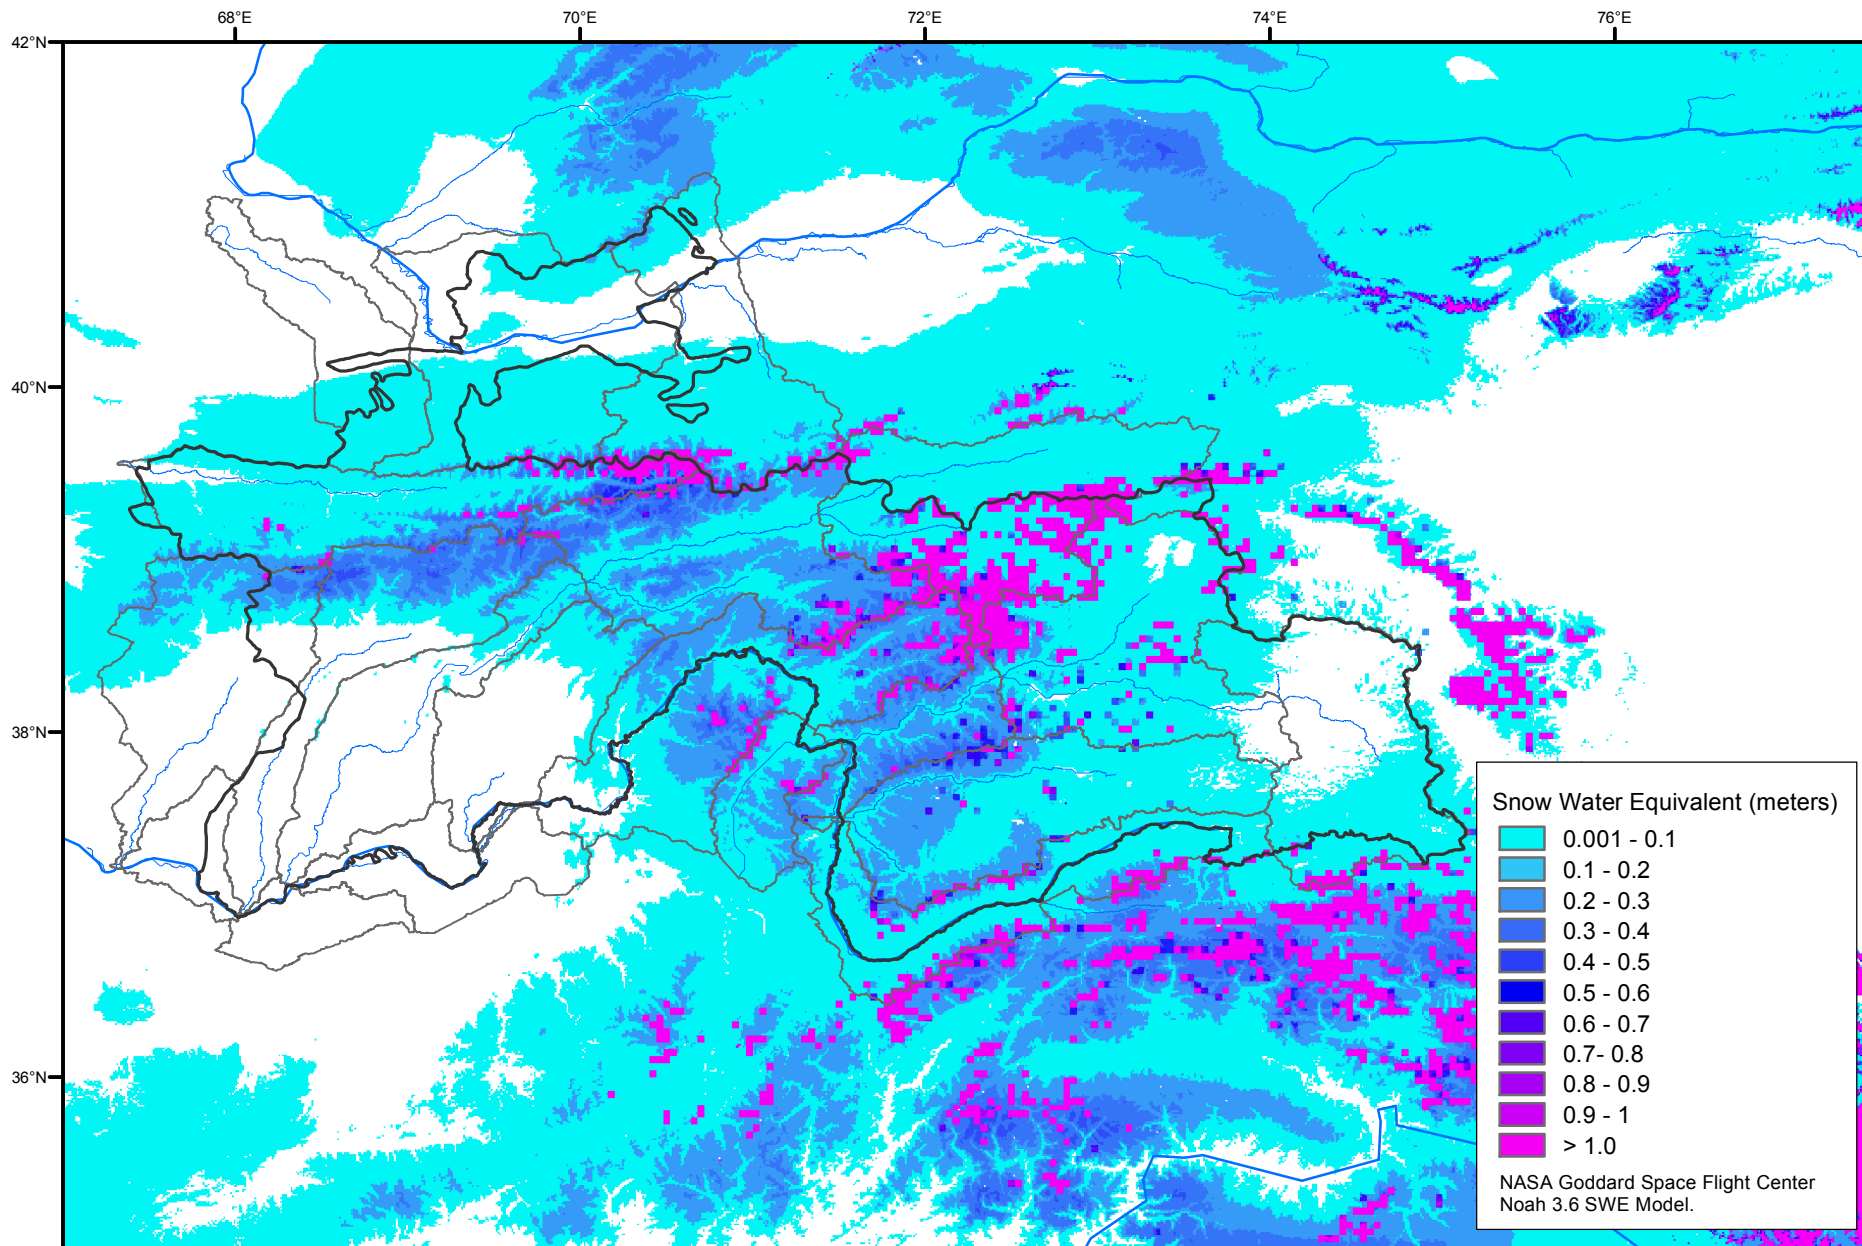 68°E
70°E
72°E
74°E
76°E
42°N
40°N
38°N
36°N
Snow Water Equivalent (meters)
0.001 - 0.1
0.1 - 0.2
0.2 - 0.3
0.3 - 0.4
0.4 - 0.5
0.5 - 0.6
0.6 - 0.7
0.7- 0.8
0.8 - 0.9
0.9 - 1
> 1.0
NASA Goddard Space Flight Center
Noah 3.6 SWE Model.